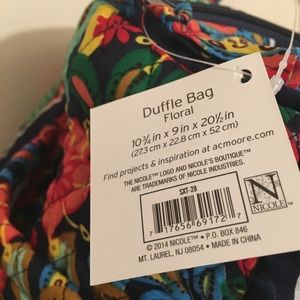 Duffle Bag
Floral
10¾ in x 9 in x 20½ in
(27.3 cm x 22.8 cm x 52 cm)
Find projects & inspiration at acmoore.com
THE NICOLE™ LOGO AND NICOLE'S BOUTIQUE™
ARE TRADEMARKS OF NICOLE INDUSTRIES.
SXT-28
7 17656 69172 7
N
NICOLE™
© 2014 NICOLE™ • P.O. BOX 846
MT. LAUREL, NJ 08054 • MADE IN CHINA